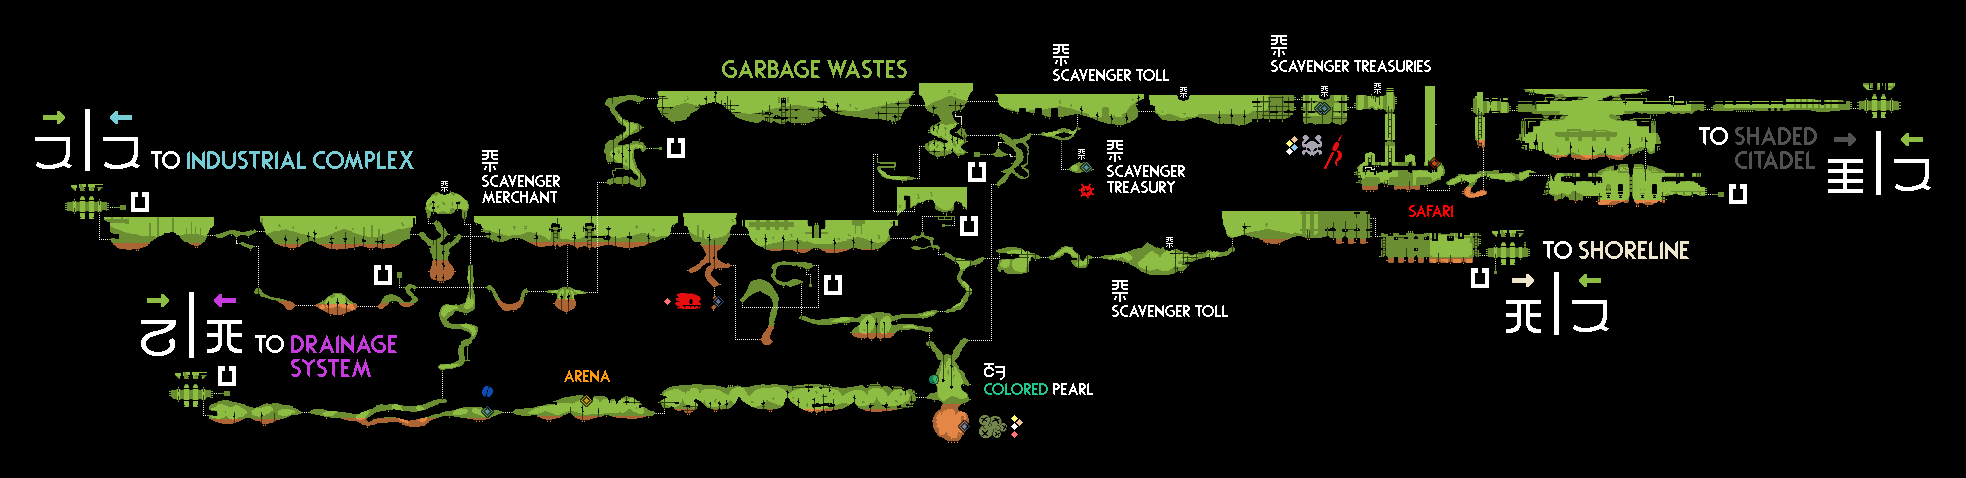 GARBAGE WASTES
SCAVENGER TOLL
SCAVENGER TREASURIES
TO INDUSTRIAL COMPLEX
SCAVENGER
MERCHANT
SCAVENGER
TREASURY
TO SHADED
CITADEL
SAFARI
TO SHORELINE
SCAVENGER TOLL
TO DRAINAGE
SYSTEM
ARENA
COLORED PEARL